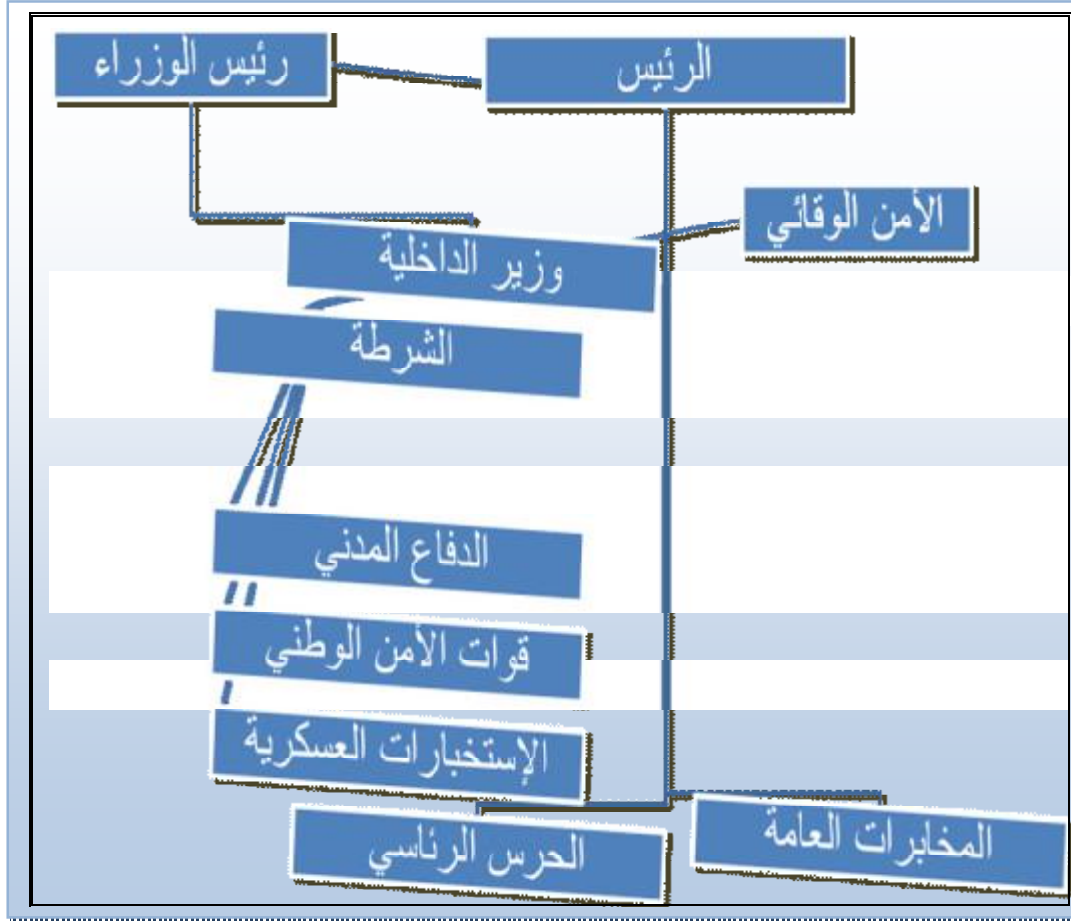 الرئيس
رئيس الوزراء
الأمن الوقائي
وزير الداخلية
الشرطة
الدفاع المدني
قوات الأمن الوطني
الإستخبارات العسكرية
المخابرات العامة
الحرس الرئاسي